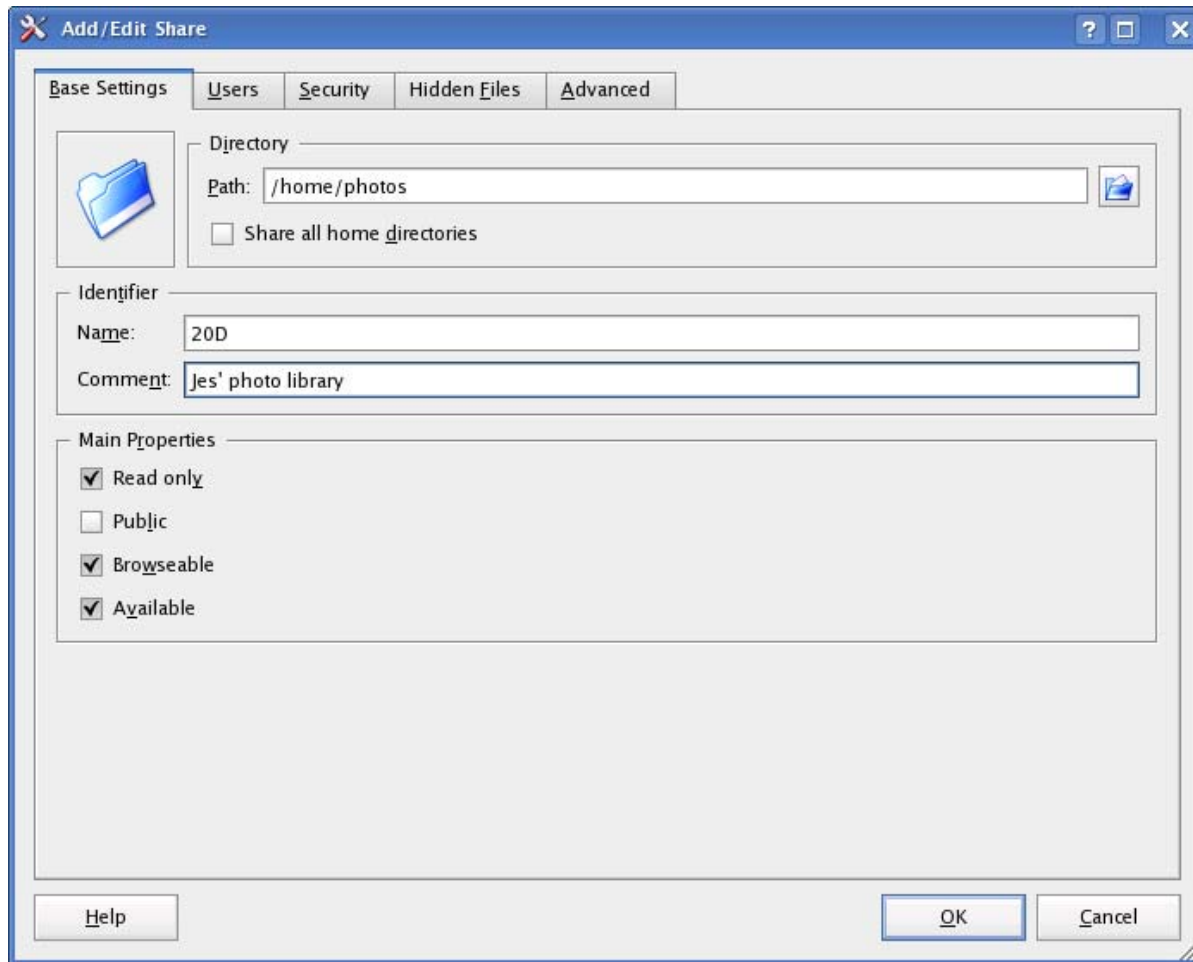 Add/Edit Share
?
Base Settings Users Security Hidden Files Advanced
Directory
Path: /home/photos
Share all home directories
Identifier
Name: 20D
Comment: Jes' photo library
Main Properties
Read only
Public
Browseable
Available
Help OK Cancel